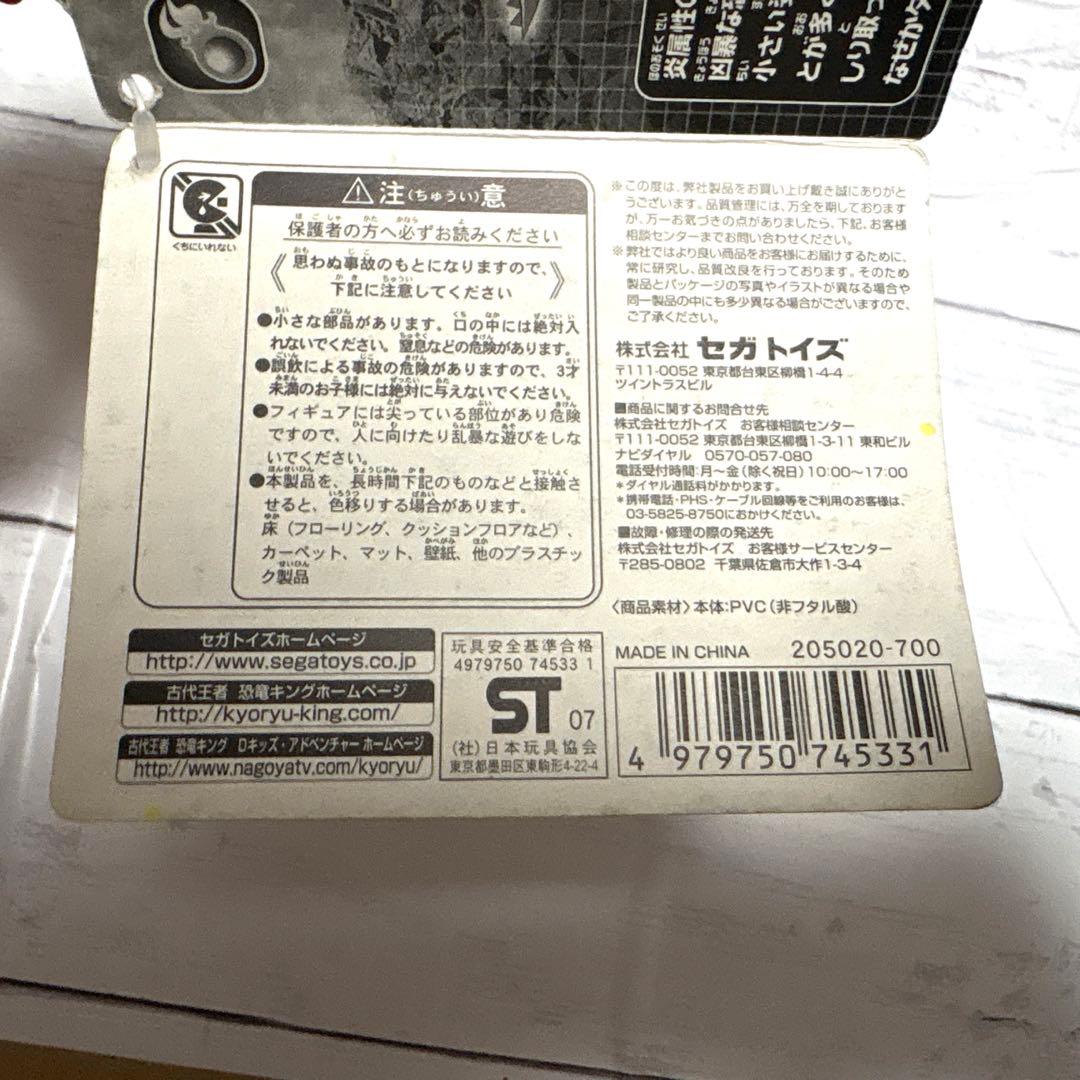 炎属性の
凶暴な
小さい
とが多く
しり取っ
なぜかタ
くちにいれない
注(ちゅうい)意
保護者の方へ必ずお読みください
思わぬ事故のもとになりますので、
下記に注意してください
●小さな部品があります。口の中には絶対入
れないでください。窒息などの危険があります。
●誤飲による事故の危険がありますので、3才
未満のお子様には絶対に与えないでください。
●フィギュアには尖っている部位があり危険
ですので、人に向けたり乱暴な遊びをしな
いでください。
●本製品を、長時間下記のものなどと接触さ
せると、色移りする場合があります。
床(フローリング、クッションフロアなど)、
カーペット、マット、壁紙、他のプラスチッ
ク製品
※この度は、弊社製品をお買い上げ戴き誠にありがと
うございます。品質管理には、万全を期しております
が、万一お気づきの点がありましたら、下記、お客様
相談センターまでお問い合わせください。
※弊社ではより良い商品をお客様にお届けするために、
常に研究し、品質改良を行っております。そのため
製品とパッケージの写真やイラストが異なる場合や
同一製品の中にも多少異なる場合がございますので、
ご了承ください。
株式会社 セガトイズ
〒111-0052 東京都台東区柳橋1-4-4
ツイントラスビル
■商品に関するお問合せ先
株式会社セガトイズ お客様相談センター
〒111-0052 東京都台東区柳橋1-3-11 東和ビル
ナビダイヤル 0570-057-080
電話受付時間:月～金(除く祝日)10:00～17:00
*ダイヤル通話料がかかります。
*携帯電話・PHS・ケーブル回線等をご利用のお客様は、
03-5825-8750におかけください。
■故障・修理の際の発送先
株式会社セガトイズ お客様サービスセンター
〒285-0802 千葉県佐倉市大作1-3-4
〈商品素材〉本体:PVC(非フタル酸)
セガトイズホームページ
http://www.segatoys.co.jp
古代王者 恐竜キングホームページ
http://kyoryu-king.com/
古代王者 恐竜キング Dキッズ・アドベンチャー ホームページ
http://www.nagoyatv.com/kyoryu/
玩具安全基準合格
4979750 74533 1
ST 07
(社)日本玩具協会
東京都墨田区東駒形4-22-4
MADE IN CHINA 205020-700
4 979750 745331